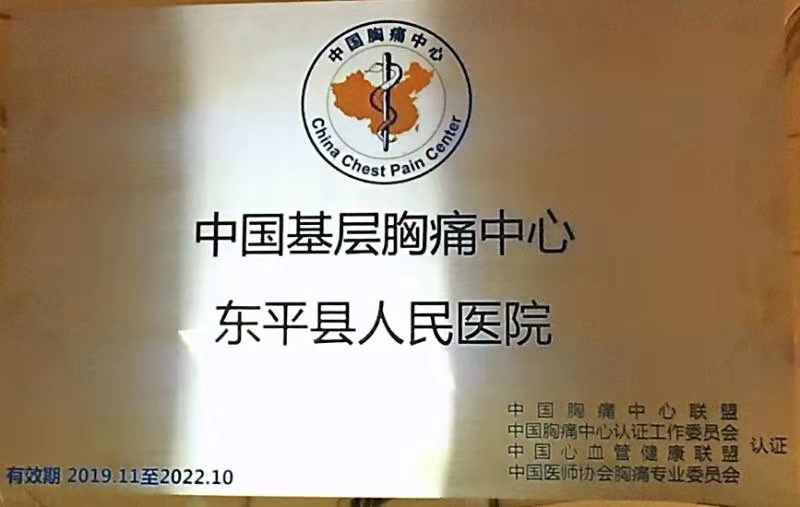 中国胸痛中心
China Chest Pain Center
中国基层胸痛中心
东平县人民医院
中国胸痛中心联盟
中国胸痛中心认证工作委员会
中国心血管健康联盟
中国医师协会胸痛专业委员会
认证
有效期 2019.11至2022.10